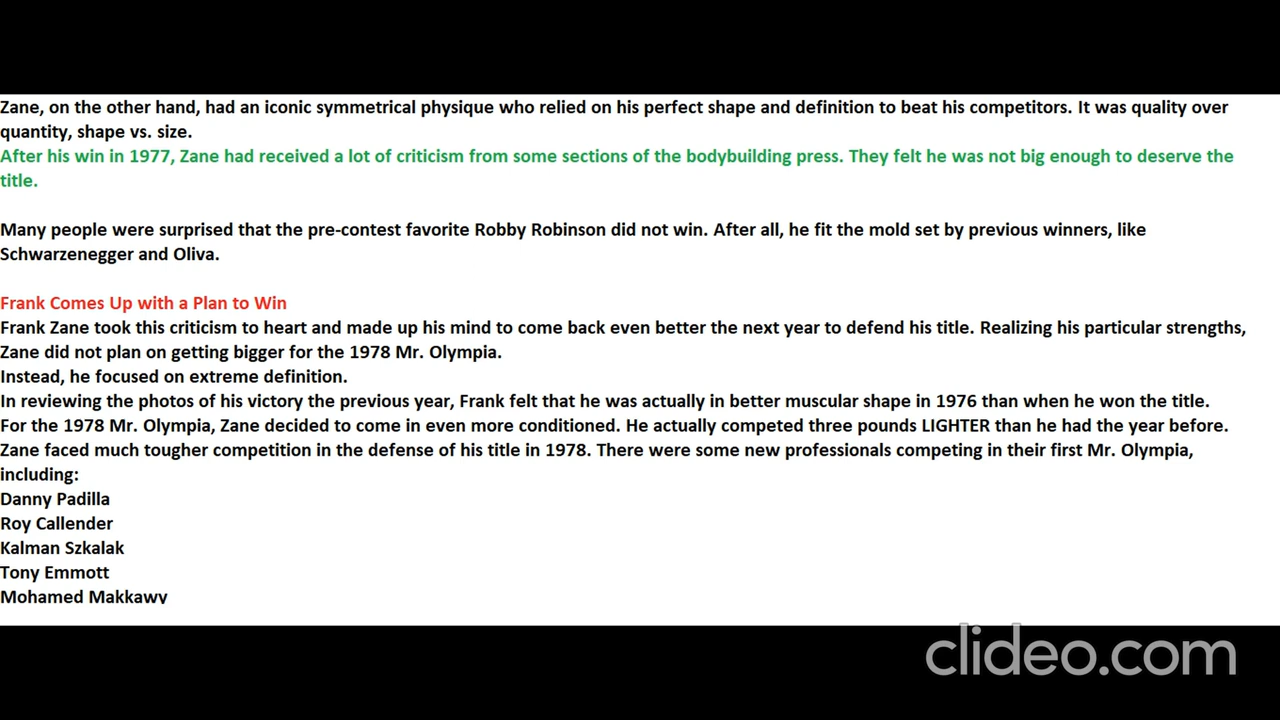 Zane, on the other hand, had an iconic symmetrical physique who relied on his perfect shape and definition to beat his competitors. It was quality over
quantity, shape vs. size.
After his win in 1977, Zane had received a lot of criticism from some sections of the bodybuilding press. They felt he was not big enough to deserve the
title.
Many people were surprised that the pre-contest favorite Robby Robinson did not win. After all, he fit the mold set by previous winners, like
Schwarzenegger and Oliva.
Frank Comes Up with a Plan to Win
Frank Zane took this criticism to heart and made up his mind to come back even better the next year to defend his title. Realizing his particular strengths,
Zane did not plan on getting bigger for the 1978 Mr. Olympia.
Instead, he focused on extreme definition.
In reviewing the photos of his victory the previous year, Frank felt that he was actually in better muscular shape in 1976 than when he won the title.
For the 1978 Mr. Olympia, Zane decided to come in even more conditioned. He actually competed three pounds LIGHTER than he had the year before.
Zane faced much tougher competition in the defense of his title in 1978. There were some new professionals competing in their first Mr. Olympia,
including:
Danny Padilla
Roy Callender
Kalman Szkalak
Tony Emmott
Mohamed Makkawy
clideo.com